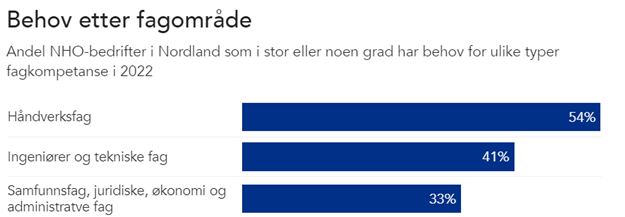 Behov etter fagområde
Andel NHO-bedrifter i Nordland som i stor eller noen grad har behov for ulike typer
fagkompetanse i 2022
Håndverksfag
54%
Ingeniører og tekniske fag
41%
Samfunnsfag, juridiske, økonomi og
administratve fag
33%